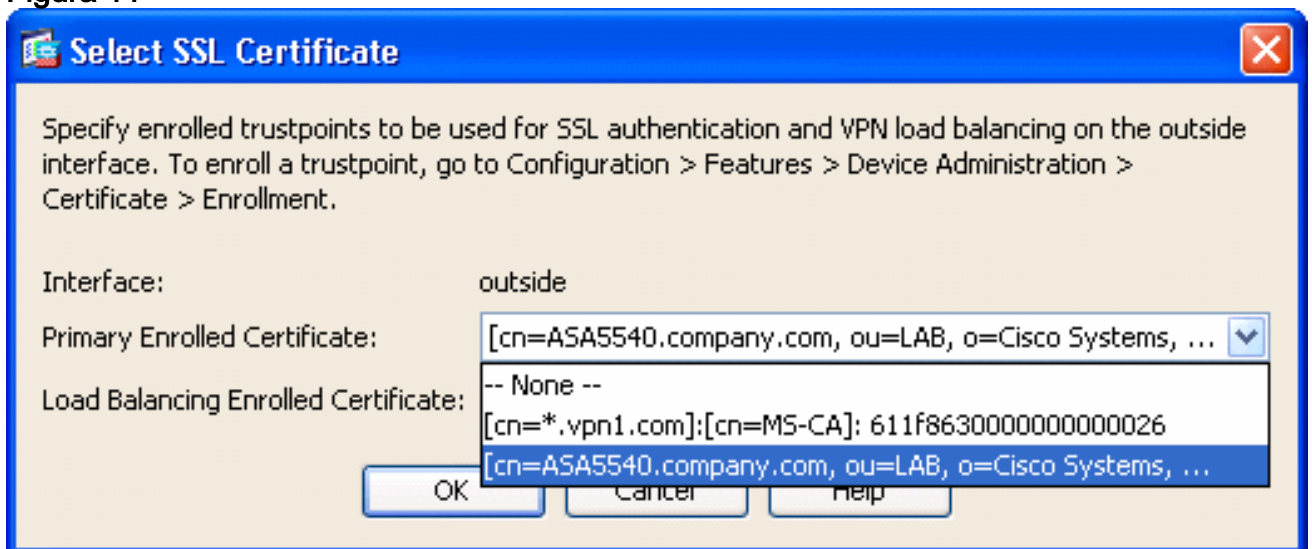 Select SSL Certificate
Specify enrolled trustpoints to be used for SSL authentication and VPN load balancing on the outside
interface. To enroll a trustpoint, go to Configuration > Features > Device Administration >
Certificate > Enrollment.
Interface: outside
Primary Enrolled Certificate: [cn=ASA5540.company.com, ou=LAB, o=Cisco Systems, ...
Load Balancing Enrolled Certificate:
-- None --
[cn=*.vpn1.com]:[cn=MS-CA]: 611f8630000000000026
[cn=ASA5540.company.com, ou=LAB, o=Cisco Systems, ...
OK Cancel Help